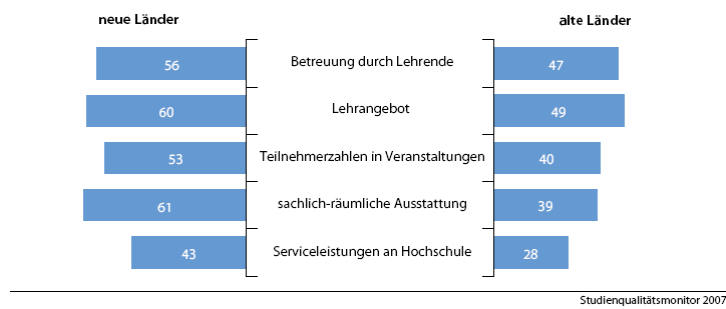 neue Länder
alte Länder
56 Betreuung durch Lehrende 47
60 Lehrangebot 49
53 Teilnehmerzahlen in Veranstaltungen 40
61 sachlich-räumliche Ausstattung 39
43 Serviceleistungen an Hochschule 28
Studienqualitätsmonitor 2007